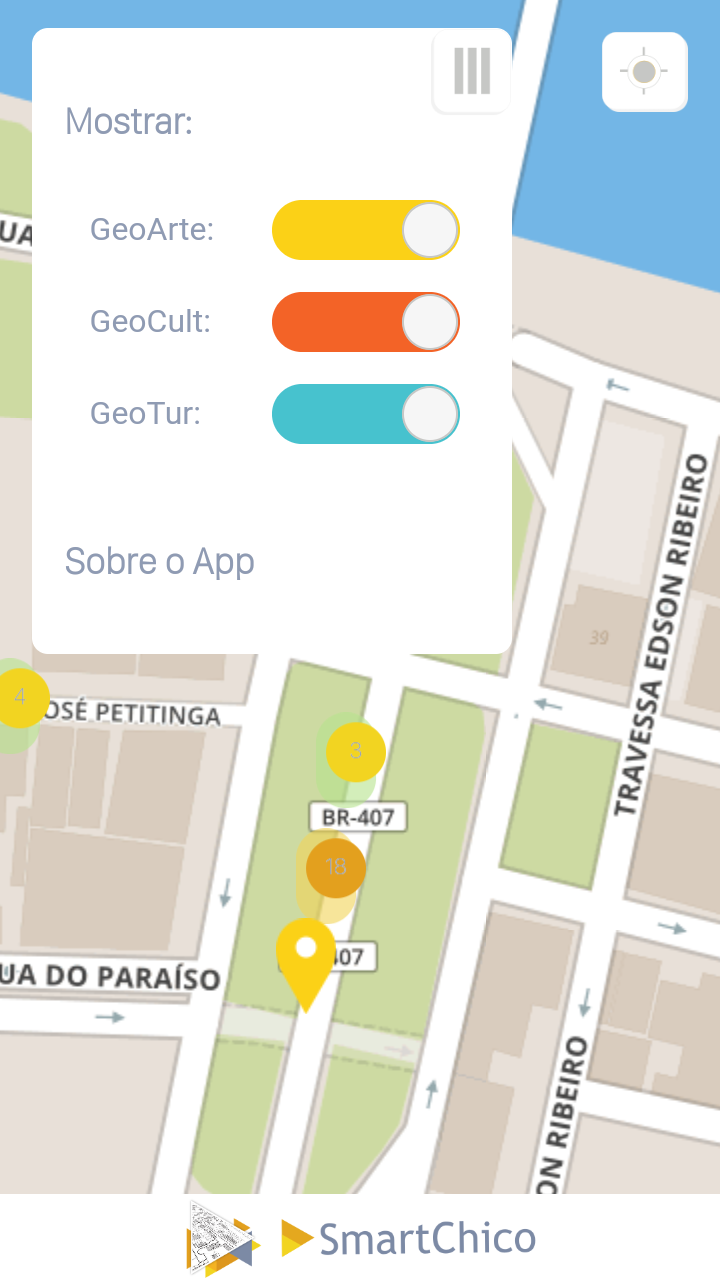 Mostrar:
GeoArte:
GeoCult:
GeoTur:
Sobre o App
UA
TRAVESSA EDSON RIBEIRO
39
4
OSÉ PETITINGA
3
BR-407
18
407
UA DO PARAÍSO
ON RIBEIRO
SmartChico